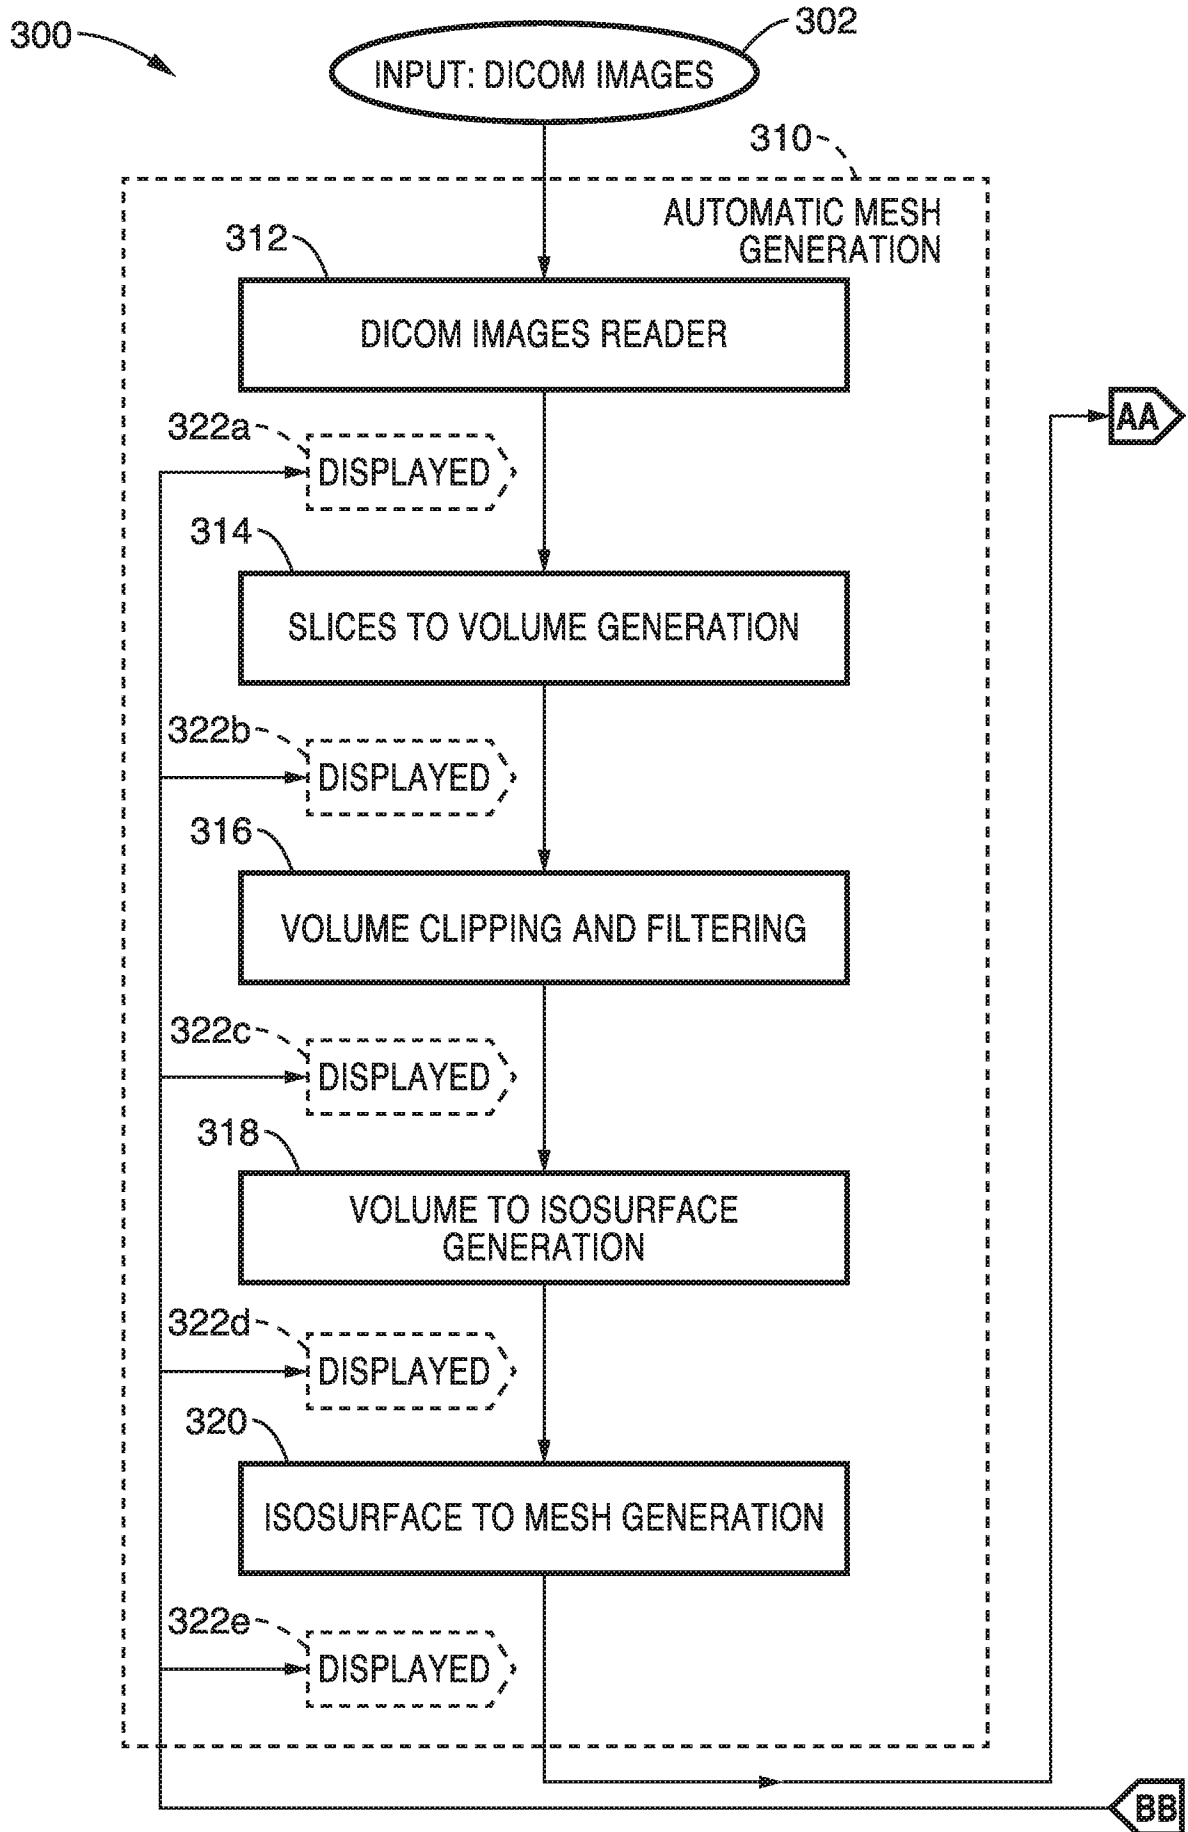 300
302
INPUT: DICOM IMAGES
310
AUTOMATIC MESH
GENERATION
312
DICOM IMAGES READER
AA
322a
DISPLAYED
314
SLICES TO VOLUME GENERATION
322b
DISPLAYED
316
VOLUME CLIPPING AND FILTERING
322c
DISPLAYED
318
VOLUME TO ISOSURFACE
GENERATION
322d
DISPLAYED
320
ISOSURFACE TO MESH GENERATION
322e
DISPLAYED
BB